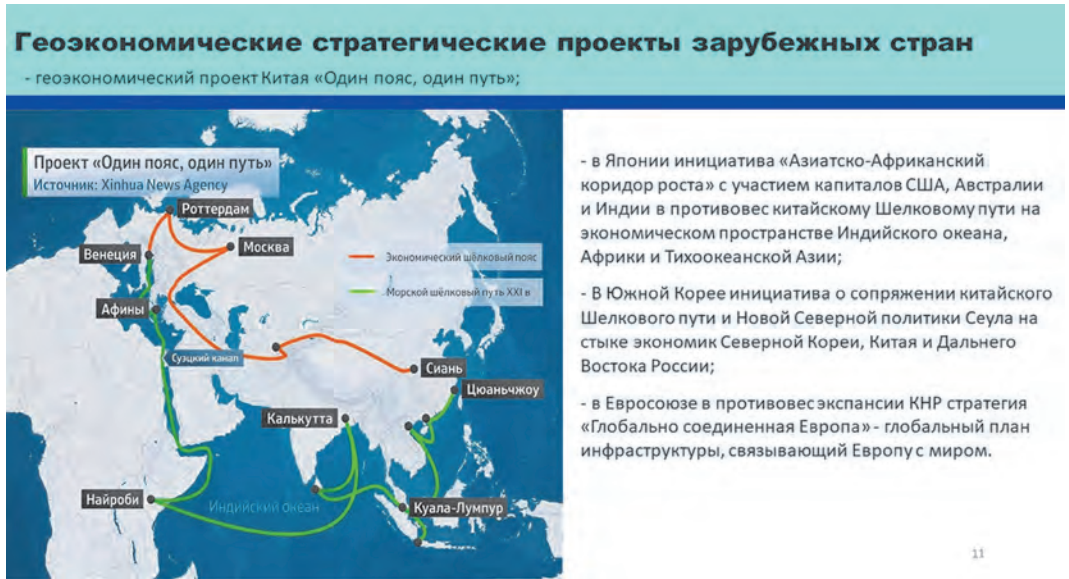 Геоэкономические стратегические проекты зарубежных стран
- геоэкономический проект Китая «Один пояс, один путь»;
Проект «Один пояс, один путь»
Источник: Xinhua News Agency
Роттердам
Венеция
Москва
Экономический шёлковый пояс
Морской шёлковый путь XXI в
Афины
Суэцкий канал
Сиань
Цюаньчжоу
Калькутта
Найроби
Индийский океан
Куала-Лумпур
- в Японии инициатива «Азиатско-Африканский
коридор роста» с участием капиталов США, Австралии
и Индии в противовес китайскому Шелковому пути на
экономическом пространстве Индийского океана,
Африки и Тихоокеанской Азии;
- В Южной Корее инициатива о сопряжении китайского
Шелкового пути и Новой Северной политики Сеула на
стыке экономик Северной Кореи, Китая и Дальнего
Востока России;
- в Евросоюзе в противовес экспансии КНР стратегия
«Глобально соединенная Европа» - глобальный план
инфраструктуры, связывающий Европу с миром.
11